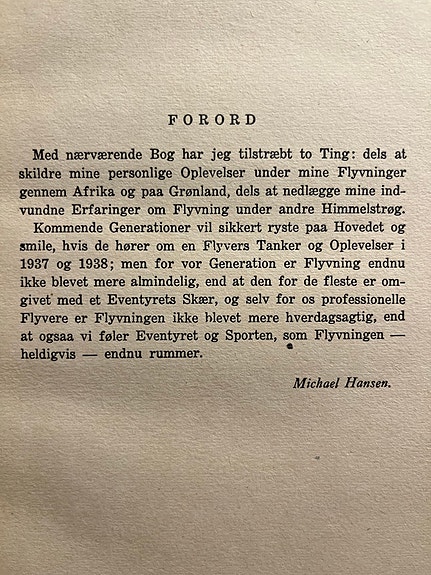 FORORD
Med nærværende Bog har jeg tilstræbt to Ting: dels at
skildre mine personlige Oplevelser under mine Flyvninger
gennem Afrika og paa Grønland, dels at nedlægge mine ind-
vundne Erfaringer om Flyvning under andre Himmelstrøg.
Kommende Generationer vil sikkert ryste paa Hovedet og
smile, hvis de hører om en Flyvers Tanker og Oplevelser i
1937 og 1938; men for vor Generation er Flyvning endnu
ikke blevet mere almindelig, end at den for de fleste er om-
givet med et Eventyrets Skær, og selv for os professionelle
Flyvere er Flyvningen ikke blevet mere hverdagsagtig, end
at ogsaa vi føler Eventyret og Sporten, som Flyvningen —
heldigvis — endnu rummer.
Michael Hansen.